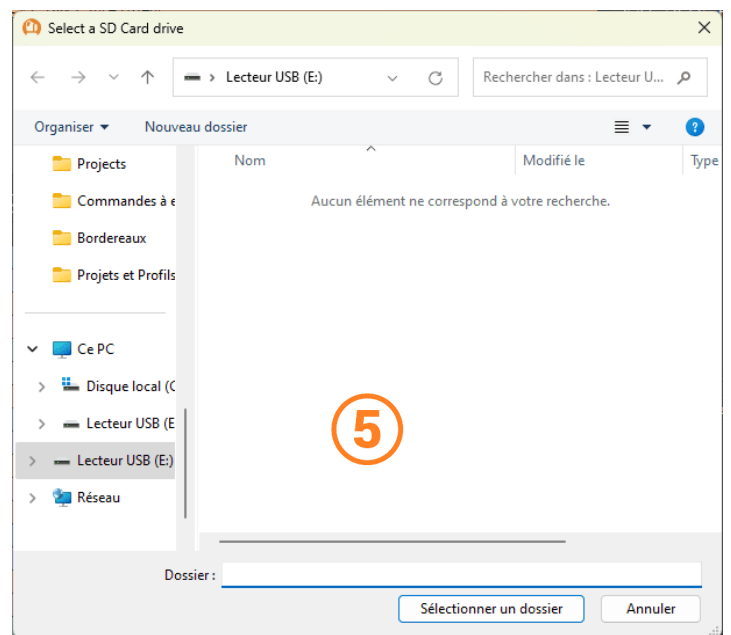 Select a SD Card drive
Lecteur USB (E:)
Rechercher dans : Lecteur U...
Organiser
Nouveau dossier
?
Nom
Modifié le
Type
Projects
Commandes à e
Bordereaux
Projets et Profils
Aucun élément ne correspond à votre recherche.
Ce PC
Disque local (C
Lecteur USB (E
Lecteur USB (E:)
Réseau
5
Dossier :
Sélectionner un dossier
Annuler